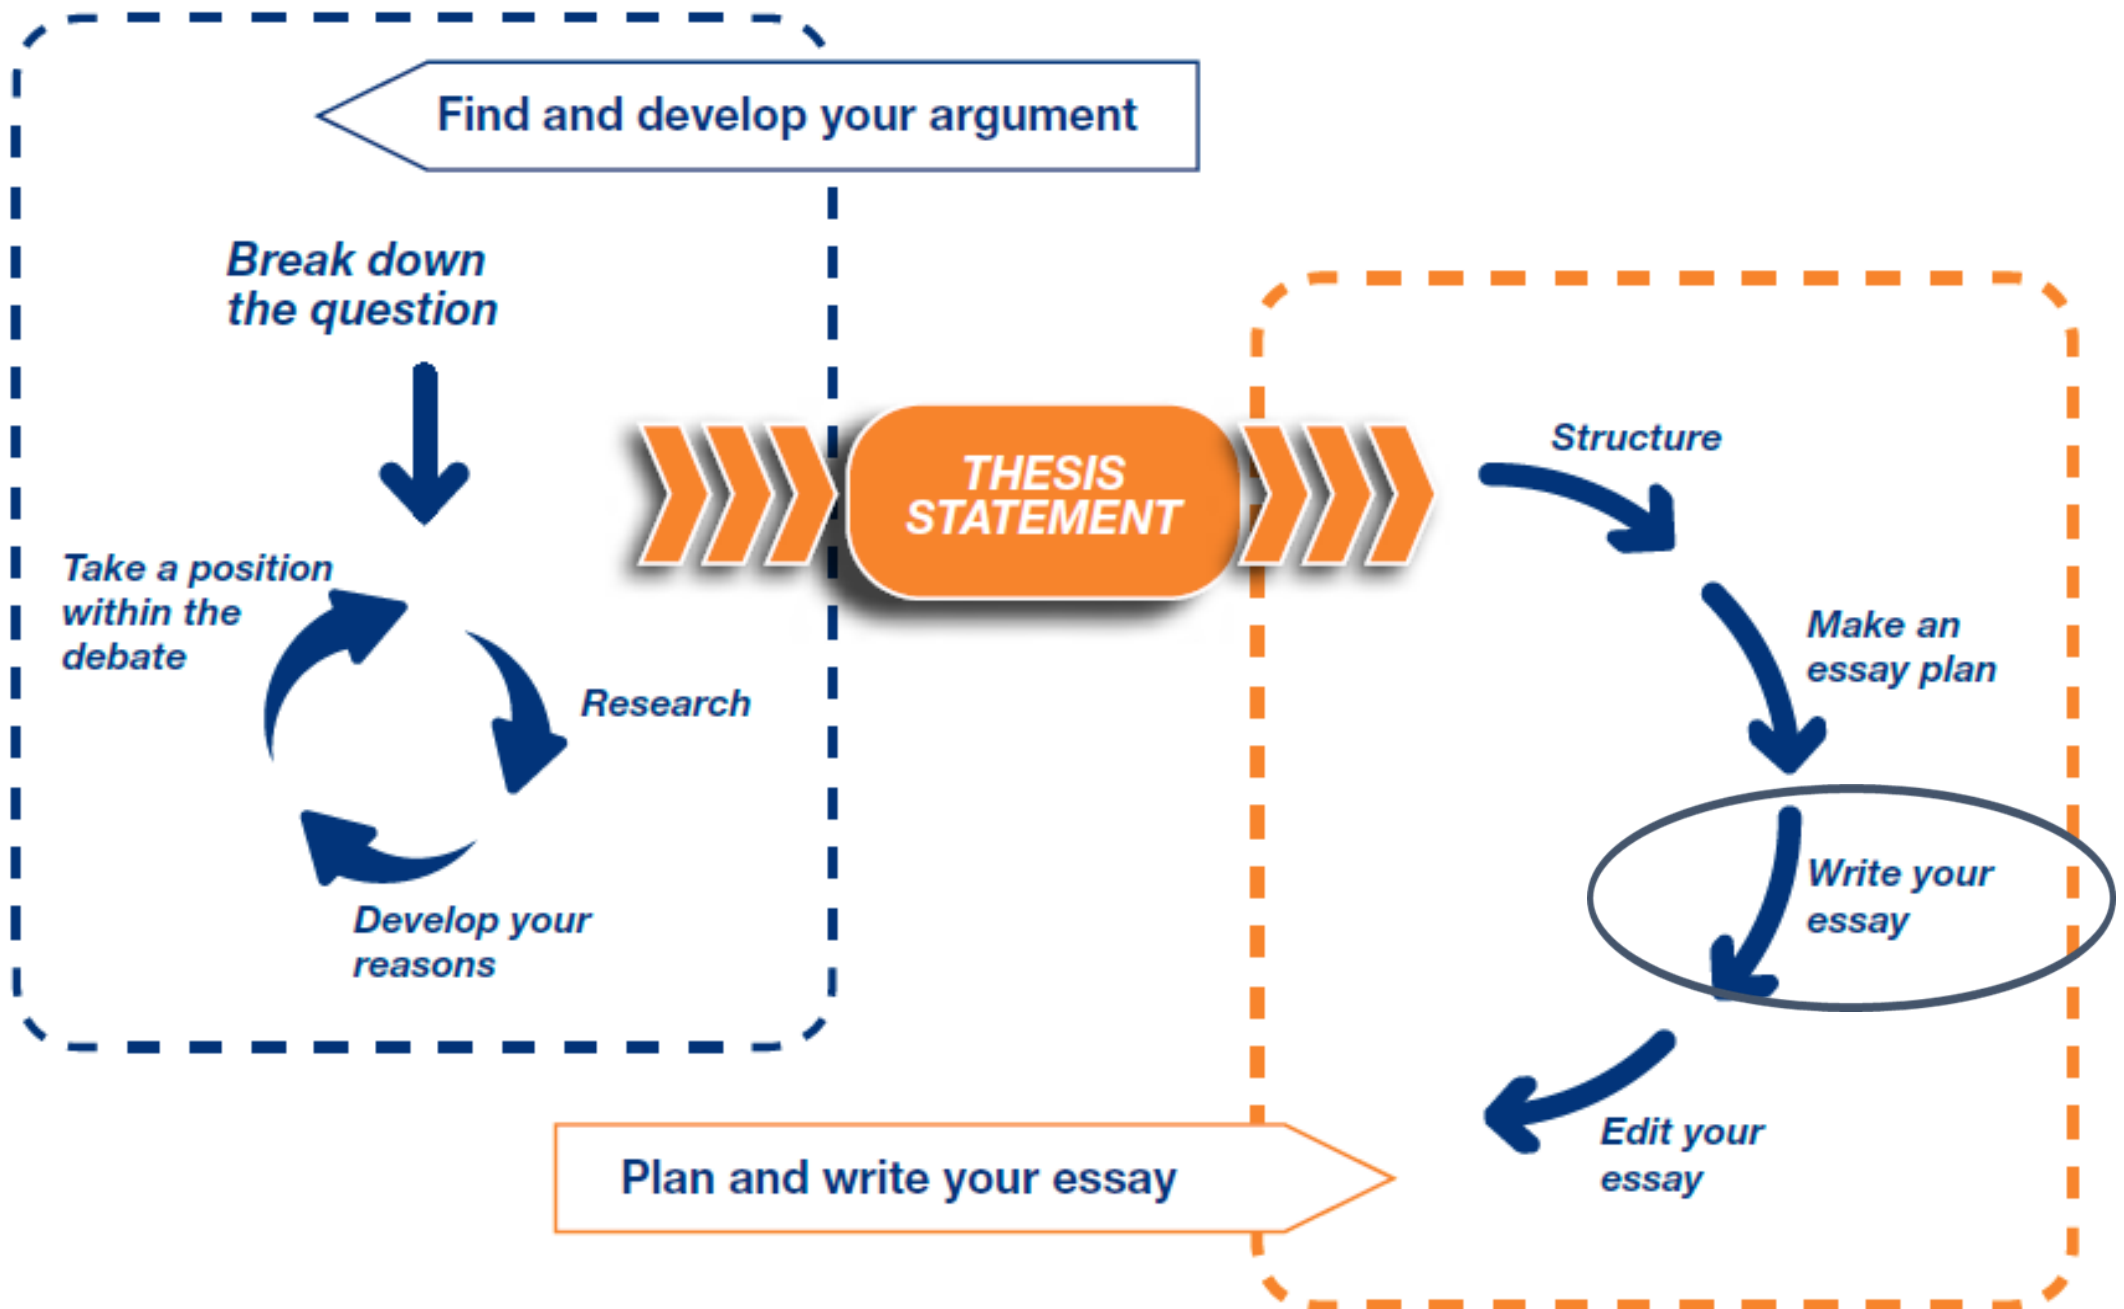 Find and develop your argument
Break down
the question
Take a position
within the
debate
Research
Develop your
reasons
THESIS
STATEMENT
Structure
Make an
essay plan
Write your
essay
Edit your
essay
Plan and write your essay